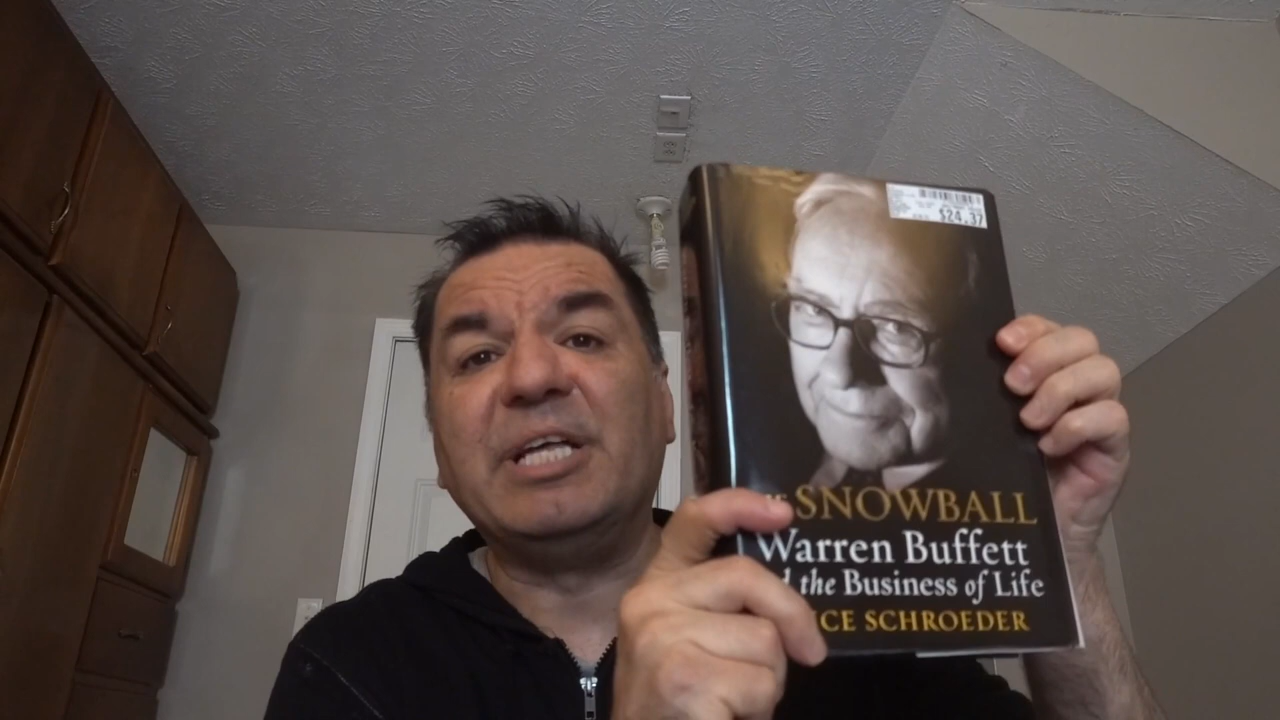 $24.37
SNOWBALL
Warren Buffett
the Business of Life
SCHROEDER